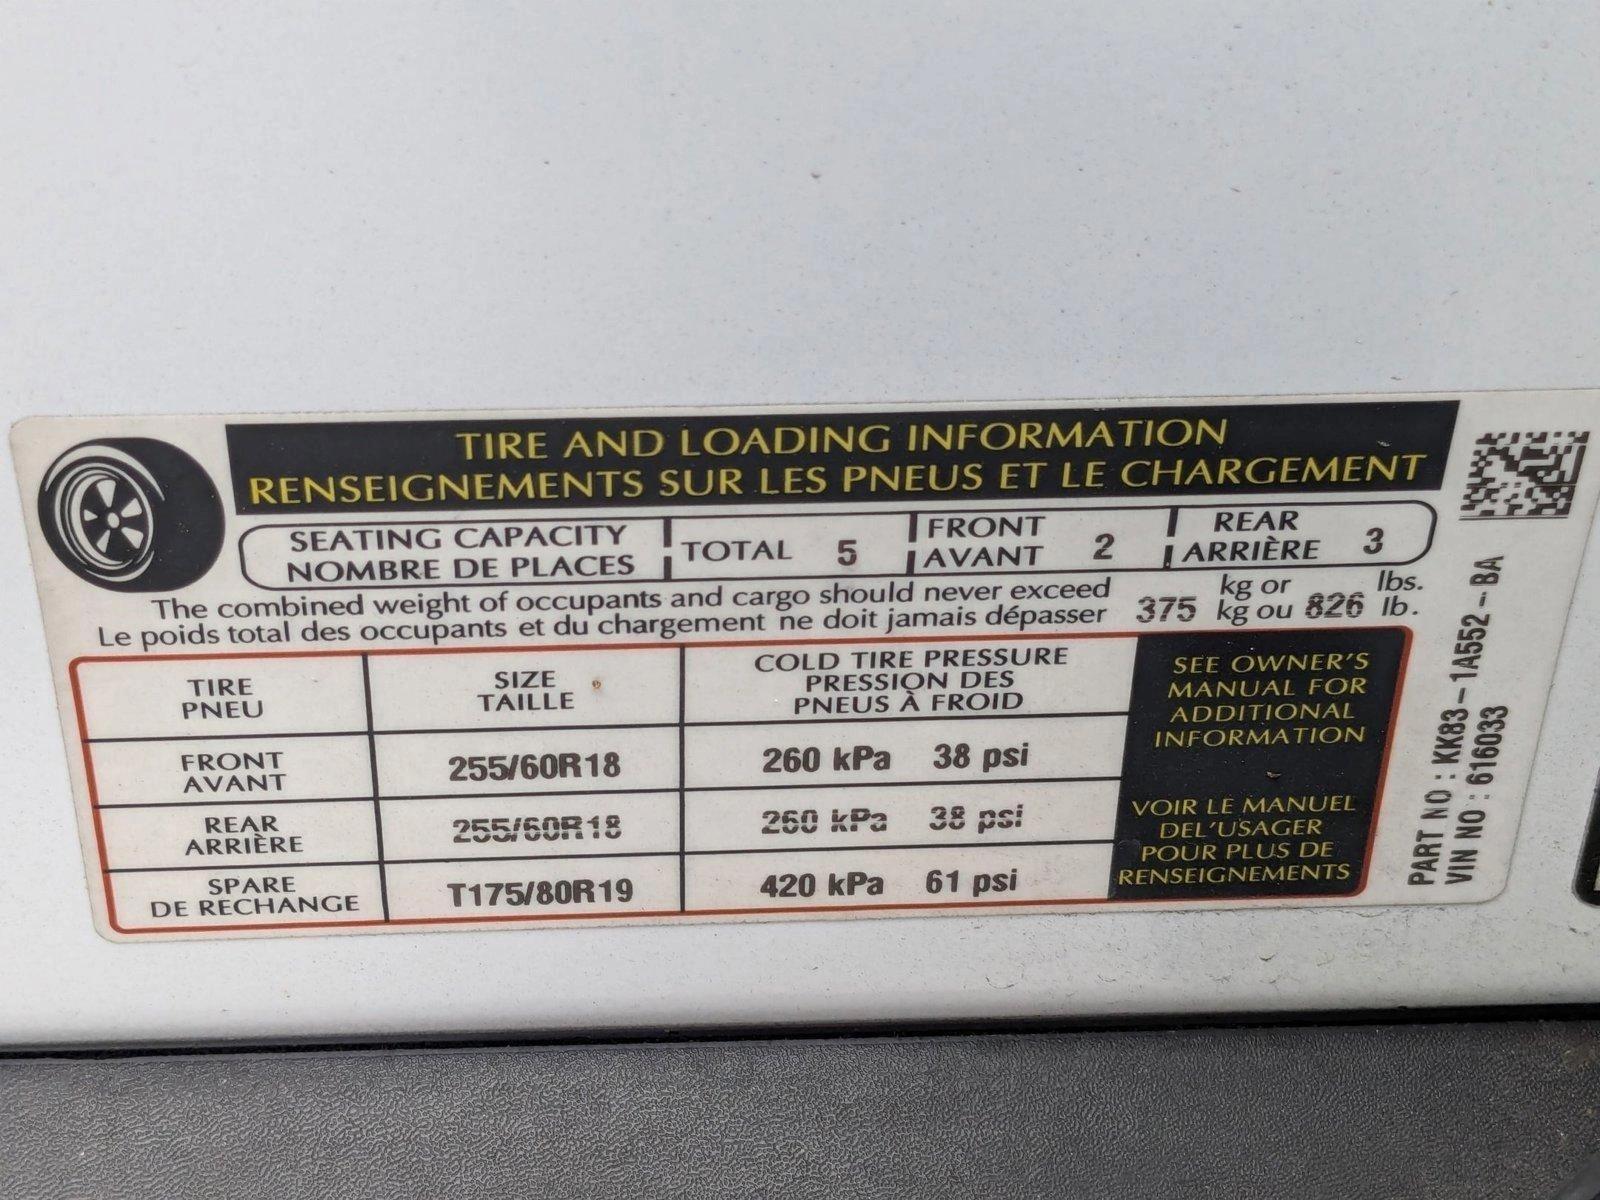 TIRE AND LOADING INFORMATION
RENSEIGNEMENTS SUR LES PNEUS ET LE CHARGEMENT
SEATING CAPACITY
NOMBRE DE PLACES
TOTAL 5
FRONT
AVANT 2
REAR
ARRIÈRE 3
The combined weight of occupants and cargo should never exceed 375 kg or 826 lbs.
Le poids total des occupants et du chargement ne doit jamais dépasser kg ou lb.
TIRE
PNEU
SIZE
TAILLE
COLD TIRE PRESSURE
PRESSION DES
PNEUS À FROID
FRONT
AVANT
255/60R18
260 kPa 38 psi
REAR
ARRIÈRE
255/60R18
260 kPa 38 psi
SPARE
DE RECHANGE
T175/80R19
420 kPa 61 psi
SEE OWNER'S
MANUAL FOR
ADDITIONAL
INFORMATION
VOIR LE MANUEL
DEL'USAGER
POUR PLUS DE
RENSEIGNEMENTS
PART NO : KK83-1A552-BA
VIN NO : 616033